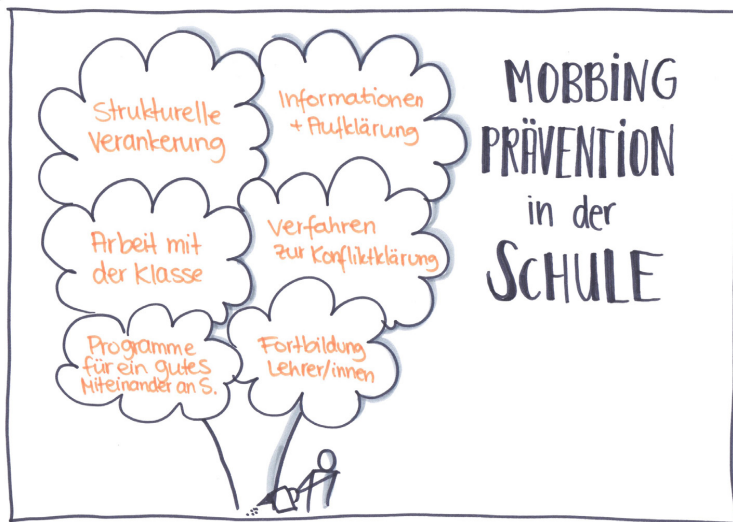 Strukturelle
Verankerung
Informationen
+ Aufklärung
Arbeit mit
der Klasse
Verfahren
zur Konfliktklärung
Programme
für ein gutes
Miteinander an S.
Fortbildung
Lehrer/innen
MOBBING
PRÄVENTION
in der
SCHULE